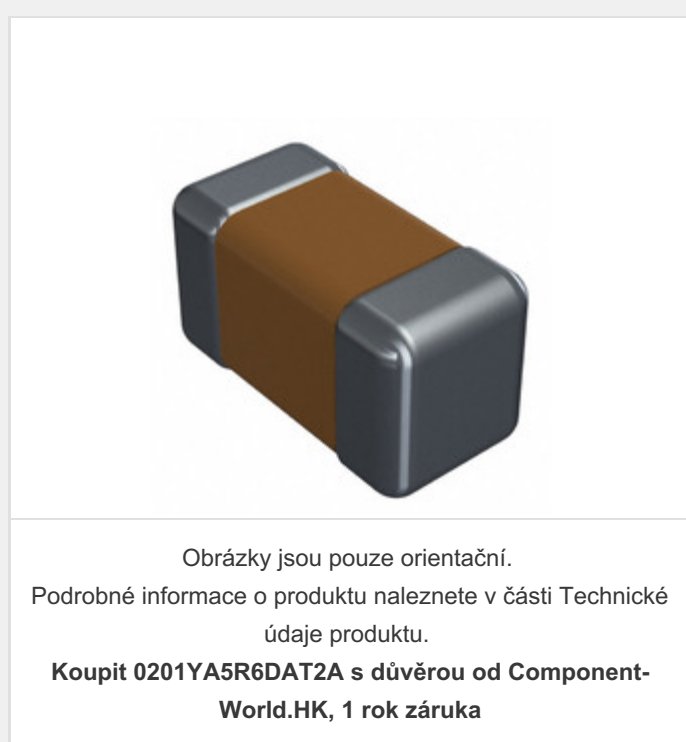 Obrázky jsou pouze orientační.
Podrobné informace o produktu naleznete v části Technické
údaje produktu.
Koupit 0201YA5R6DAT2A s důvěrou od Component-
World.HK, 1 rok záruka